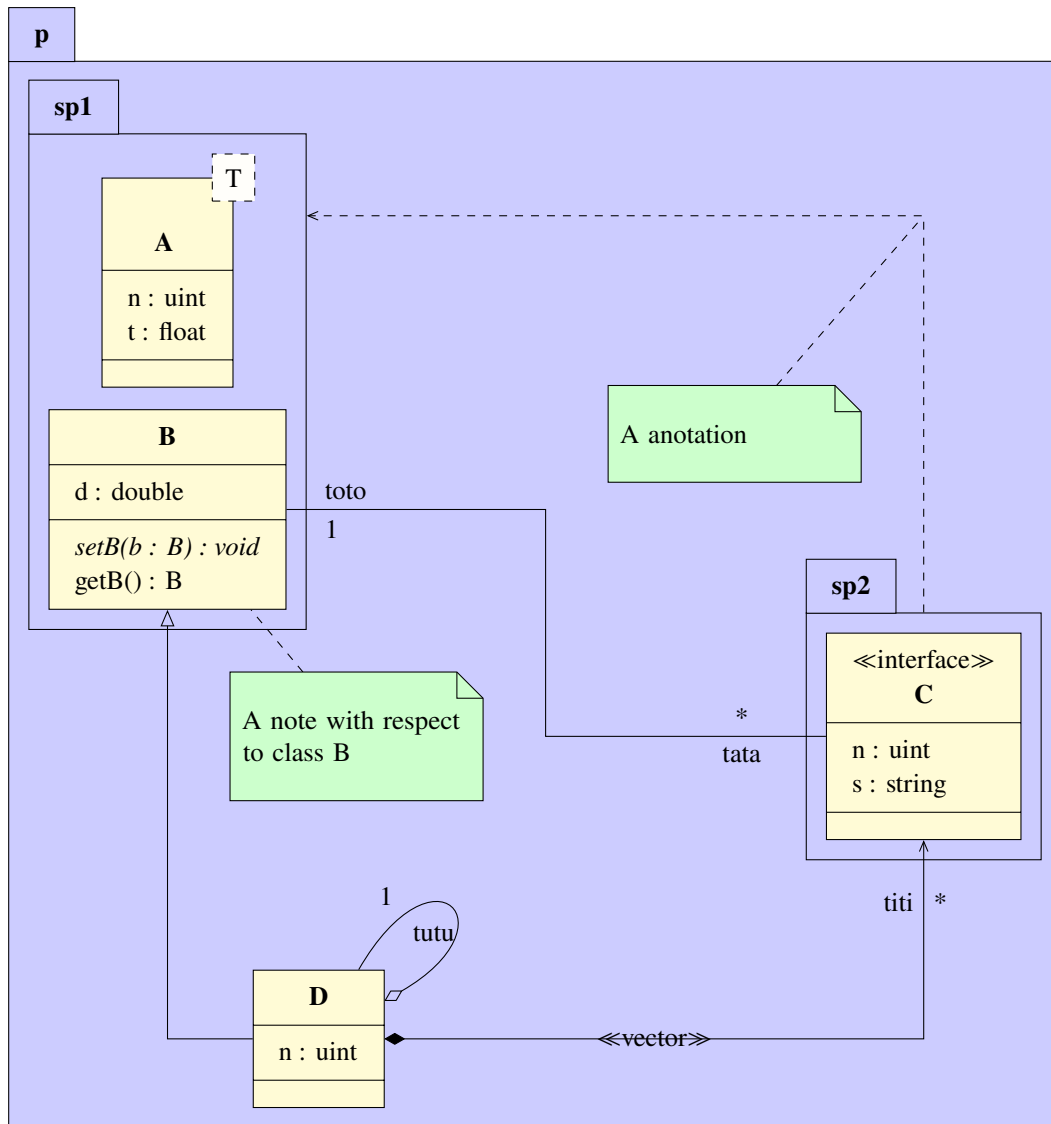 p
sp1
T
A
n : uint
t : float
B
d : double
setB(b : B) : void
getB() : B
toto
1
A anotation
sp2
≪interface≫
C
n : uint
s : string
*
tata
A note with respect
to class B
titi *
1
tutu
D
n : uint
≪vector≫